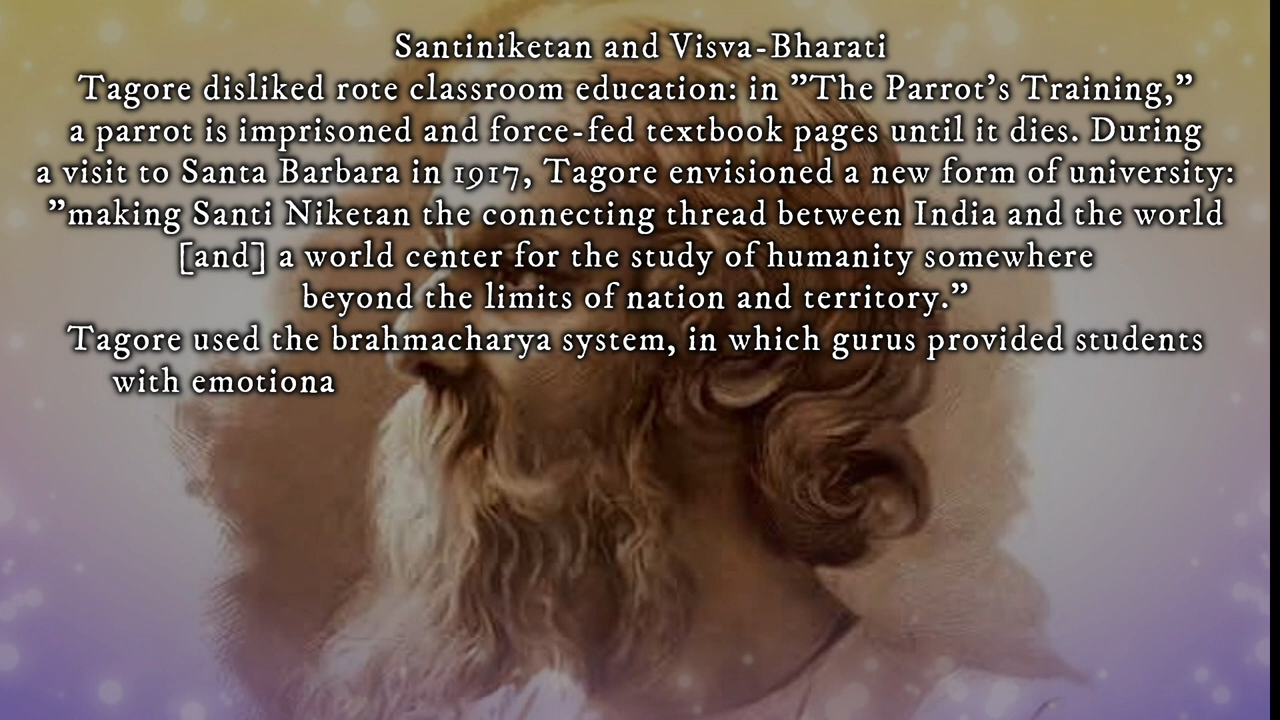 Santiniketan and Visva-Bharati
Tagore disliked rote classroom education: in "The Parrot's Training,"
a parrot is imprisoned and force-fed textbook pages until it dies. During
a visit to Santa Barbara in 1917, Tagore envisioned a new form of university:
"making Santi Niketan the connecting thread between India and the world
[and] a world center for the study of humanity somewhere
beyond the limits of nation and territory."
Tagore used the brahmacharya system, in which gurus provided students
with emotiona